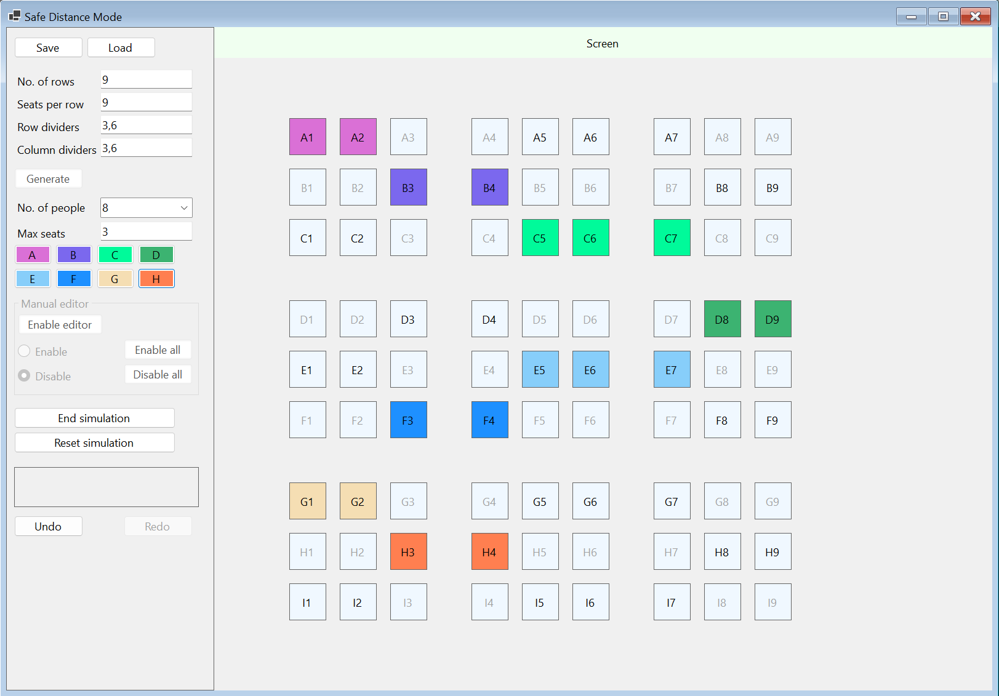 Safe Distance Mode
Save Load
No. of rows 9
Seats per row 9
Row dividers 3,6
Column dividers 3,6
Generate
No. of people 8
Max seats 3
A B C D
E F G H
Manual editor
Enable editor
Enable Enable all
Disable Disable all
End simulation
Reset simulation
Undo Redo
Screen
A1 A2 A3 A4 A5 A6 A7 A8 A9
B1 B2 B3 B4 B5 B6 B7 B8 B9
C1 C2 C3 C4 C5 C6 C7 C8 C9
D1 D2 D3 D4 D5 D6 D7 D8 D9
E1 E2 E3 E4 E5 E6 E7 E8 E9
F1 F2 F3 F4 F5 F6 F7 F8 F9
G1 G2 G3 G4 G5 G6 G7 G8 G9
H1 H2 H3 H4 H5 H6 H7 H8 H9
I1 I2 I3 I4 I5 I6 I7 I8 I9